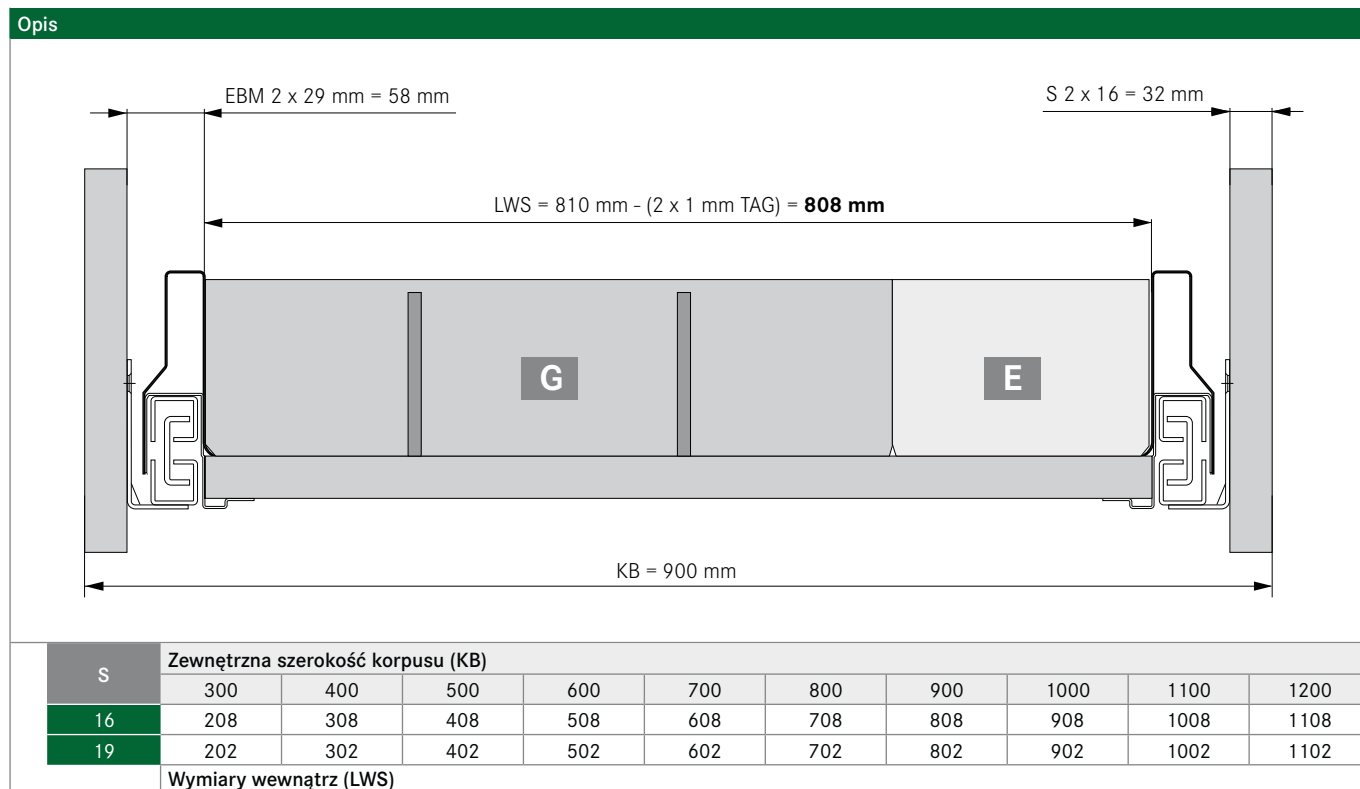 Opis
EBM 2 x 29 mm = 58 mm
S 2 x 16 = 32 mm
LWS = 810 mm - (2 x 1 mm TAG) = 808 mm
G
E
KB = 900 mm
S
Zewnętrzna szerokość korpusu (KB)
300 400 500 600 700 800 900 1000 1100 1200
16 208 308 408 508 608 708 808 908 1008 1108
19 202 302 402 502 602 702 802 902 1002 1102
Wymiary wewnątrz (LWS)